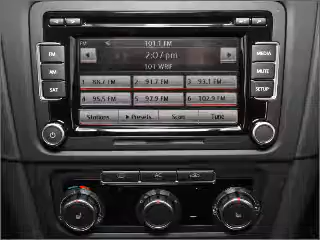 FM 101.1 FM
FM MEDIA
2:07 pm
AM MUTE
SAT SETUP
1 88.7 FM 2 91.7 FM 3 93.1 FM
4 95.5 FM 5 97.9 FM 6 102.9 FM
Stations ▶ Presets Scan Tune
AC